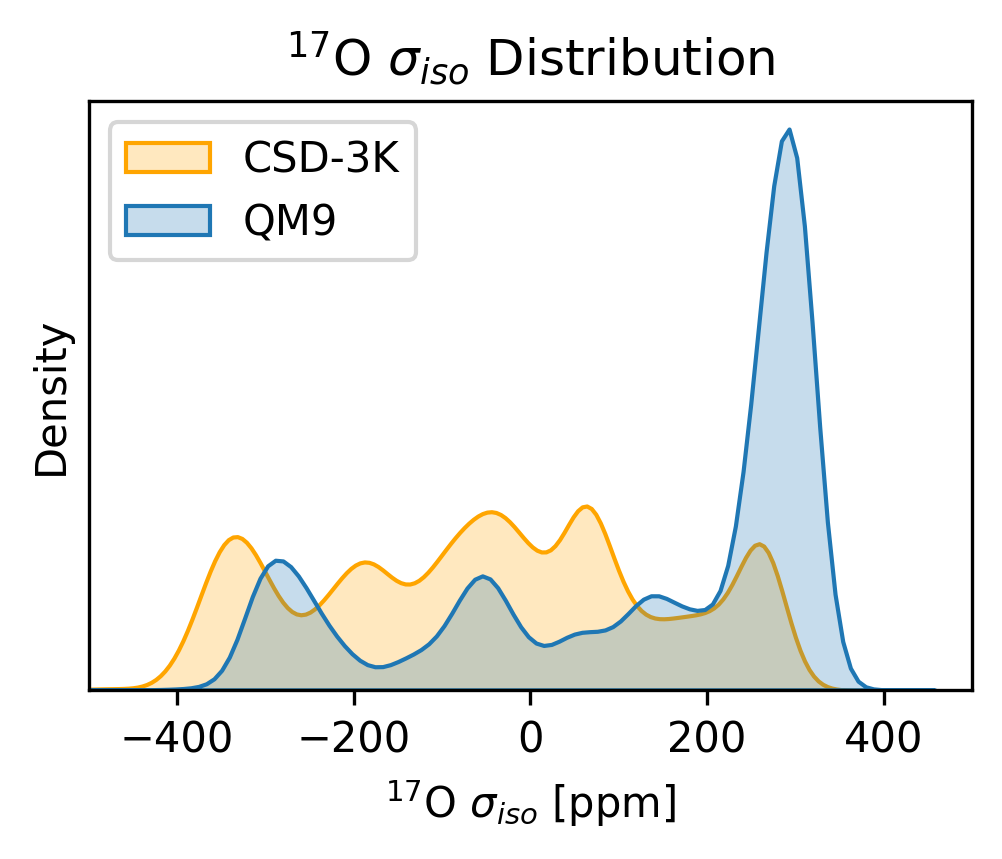 ¹⁷O σ_iso Distribution
CSD-3K
QM9
Density
−400 −200 0 200 400
¹⁷O σ_iso [ppm]